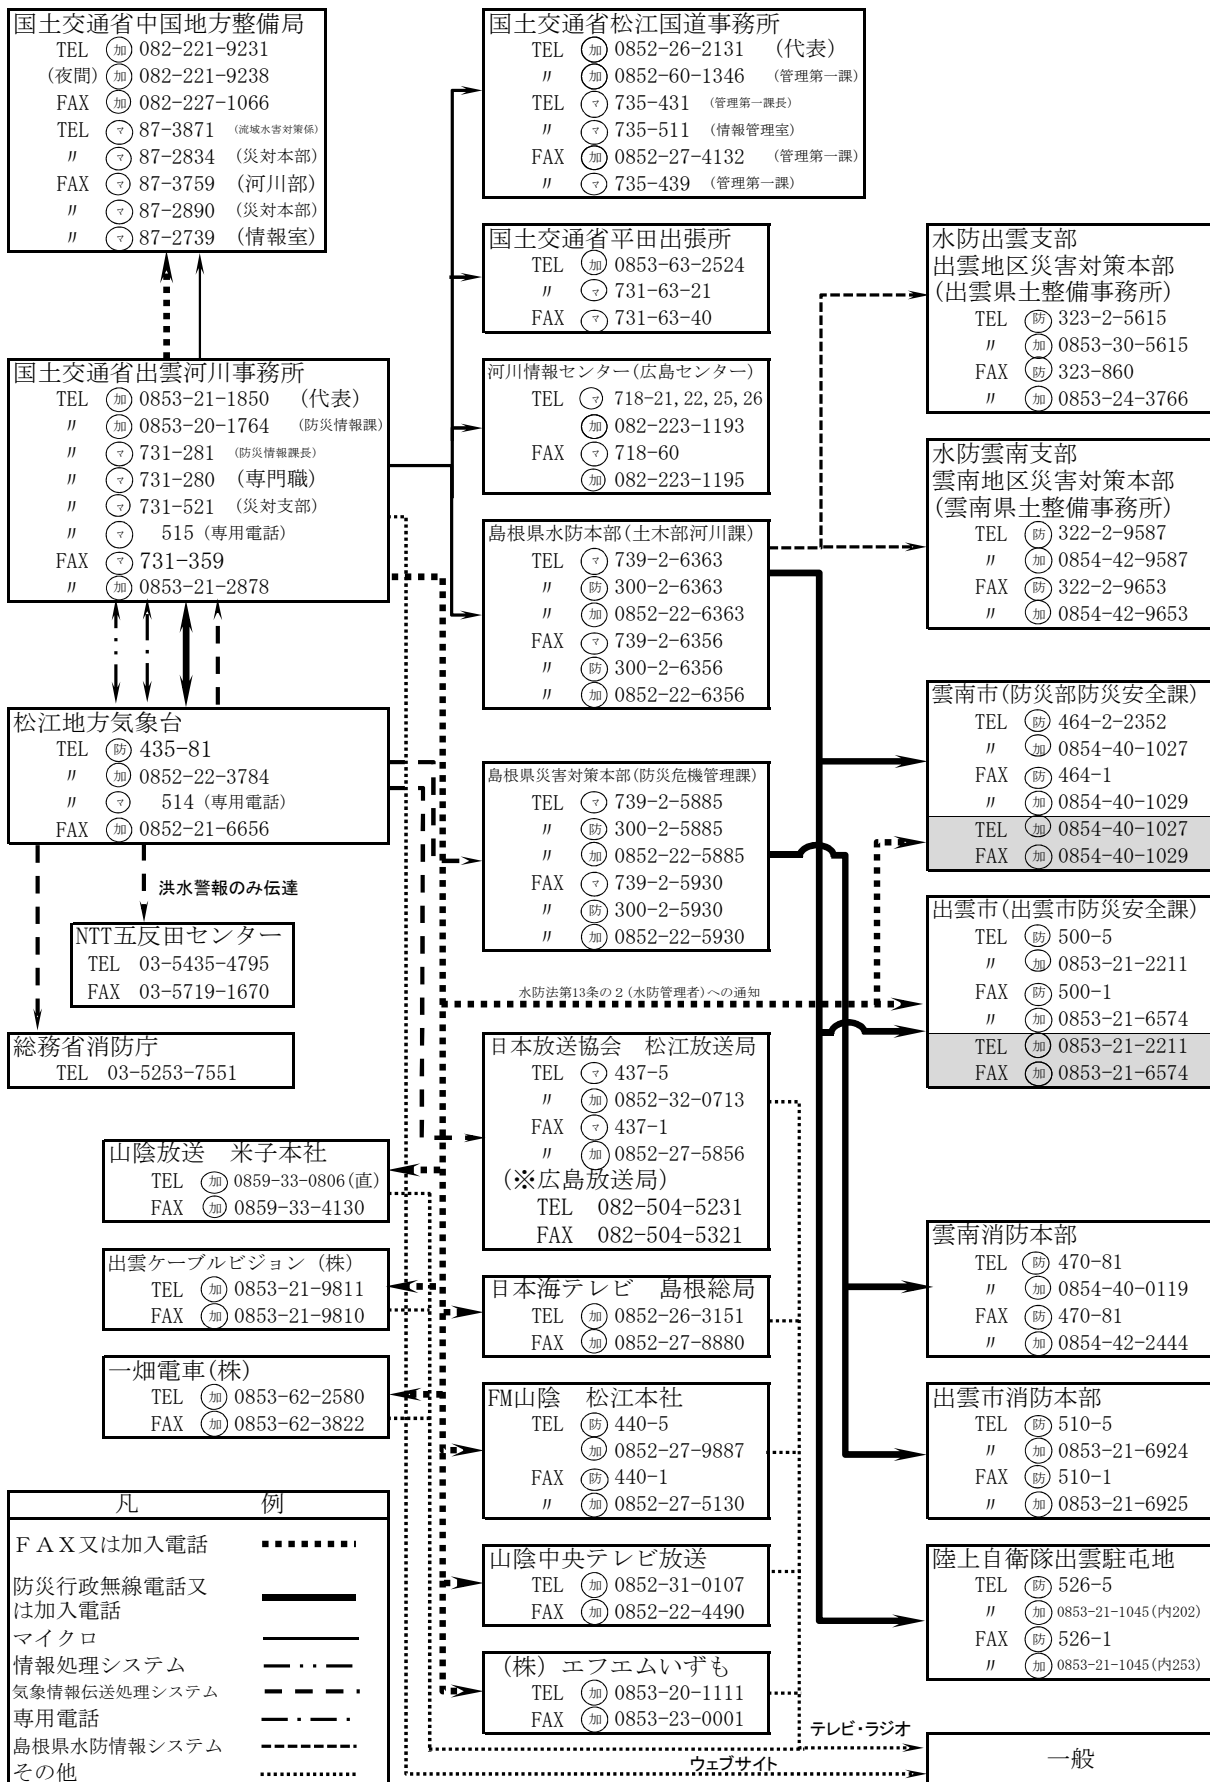 国土交通省中国地方整備局
TEL 加 082-221-9231
(夜間) 加 082-221-9238
FAX 加 082-227-1066
TEL マ 87-3871 (流域水害対策係)
〃 マ 87-2834 (災対本部)
FAX マ 87-3759 (河川部)
〃 マ 87-2890 (災対本部)
〃 マ 87-2739 (情報室)
国土交通省出雲河川事務所
TEL 加 0853-21-1850 (代表)
〃 加 0853-20-1764 (防災情報課)
〃 マ 731-281 (防災情報課長)
〃 マ 731-280 (専門職)
〃 マ 731-521 (災対支部)
〃 マ 515 (専用電話)
FAX マ 731-359
〃 加 0853-21-2878
松江地方気象台
TEL 防 435-81
〃 加 0852-22-3784
〃 マ 514 (専用電話)
FAX 加 0852-21-6656
洪水警報のみ伝達
NTT五反田センター
TEL 03-5435-4795
FAX 03-5719-1670
総務省消防庁
TEL 03-5253-7551
山陰放送 米子本社
TEL 加 0859-33-0806(直)
FAX 加 0859-33-4130
出雲ケーブルビジョン (株)
TEL 加 0853-21-9811
FAX 加 0853-21-9810
一畑電車(株)
TEL 加 0853-62-2580
FAX 加 0853-62-3822
凡 例
ＦＡＸ又は加入電話
防災行政無線電話又
は加入電話
マイクロ
情報処理システム
気象情報伝送処理システム
専用電話
島根県水防情報システム
その他
国土交通省松江国道事務所
TEL 加 0852-26-2131 (代表)
〃 加 0852-60-1346 (管理第一課)
TEL マ 735-431 (管理第一課長)
〃 マ 735-511 (情報管理室)
FAX 加 0852-27-4132 (管理第一課)
〃 マ 735-439 (管理第一課)
国土交通省平田出張所
TEL 加 0853-63-2524
〃 マ 731-63-21
FAX マ 731-63-40
河川情報センター(広島センター)
TEL マ 718-21,22,25,26
加 082-223-1193
FAX マ 718-60
加 082-223-1195
島根県水防本部(土木部河川課)
TEL マ 739-2-6363
〃 防 300-2-6363
〃 加 0852-22-6363
FAX マ 739-2-6356
〃 防 300-2-6356
〃 加 0852-22-6356
島根県災害対策本部(防災危機管理課)
TEL マ 739-2-5885
〃 防 300-2-5885
〃 加 0852-22-5885
FAX マ 739-2-5930
〃 防 300-2-5930
〃 加 0852-22-5930
水防法第13条の２(水防管理者)への通知
日本放送協会 松江放送局
TEL マ 437-5
〃 加 0852-32-0713
FAX マ 437-1
〃 加 0852-27-5856
(※広島放送局)
TEL 082-504-5231
FAX 082-504-5321
日本海テレビ 島根総局
TEL 加 0852-26-3151
FAX 加 0852-27-8880
FM山陰 松江本社
TEL 防 440-5
加 0852-27-9887
FAX 防 440-1
〃 加 0852-27-5130
山陰中央テレビ放送
TEL 加 0852-31-0107
FAX 加 0852-22-4490
(株) エフエムいずも
TEL 加 0853-20-1111
FAX 加 0853-23-0001
テレビ・ラジオ
ウェブサイト
水防出雲支部
出雲地区災害対策本部
(出雲県土整備事務所)
TEL 防 323-2-5615
〃 加 0853-30-5615
FAX 防 323-860
〃 加 0853-24-3766
水防雲南支部
雲南地区災害対策本部
(雲南県土整備事務所)
TEL 防 322-2-9587
〃 加 0854-42-9587
FAX 防 322-2-9653
〃 加 0854-42-9653
雲南市(防災部防災安全課)
TEL 防 464-2-2352
〃 加 0854-40-1027
FAX 防 464-1
〃 加 0854-40-1029
TEL 加 0854-40-1027
FAX 加 0854-40-1029
出雲市(出雲市防災安全課)
TEL 防 500-5
〃 加 0853-21-2211
FAX 防 500-1
〃 加 0853-21-6574
TEL 加 0853-21-2211
FAX 加 0853-21-6574
雲南消防本部
TEL 防 470-81
〃 加 0854-40-0119
FAX 防 470-81
〃 加 0854-42-2444
出雲市消防本部
TEL 防 510-5
〃 加 0853-21-6924
FAX 防 510-1
〃 加 0853-21-6925
陸上自衛隊出雲駐屯地
TEL 防 526-5
〃 加 0853-21-1045(内202)
FAX 防 526-1
〃 加 0853-21-1045(内253)
一般